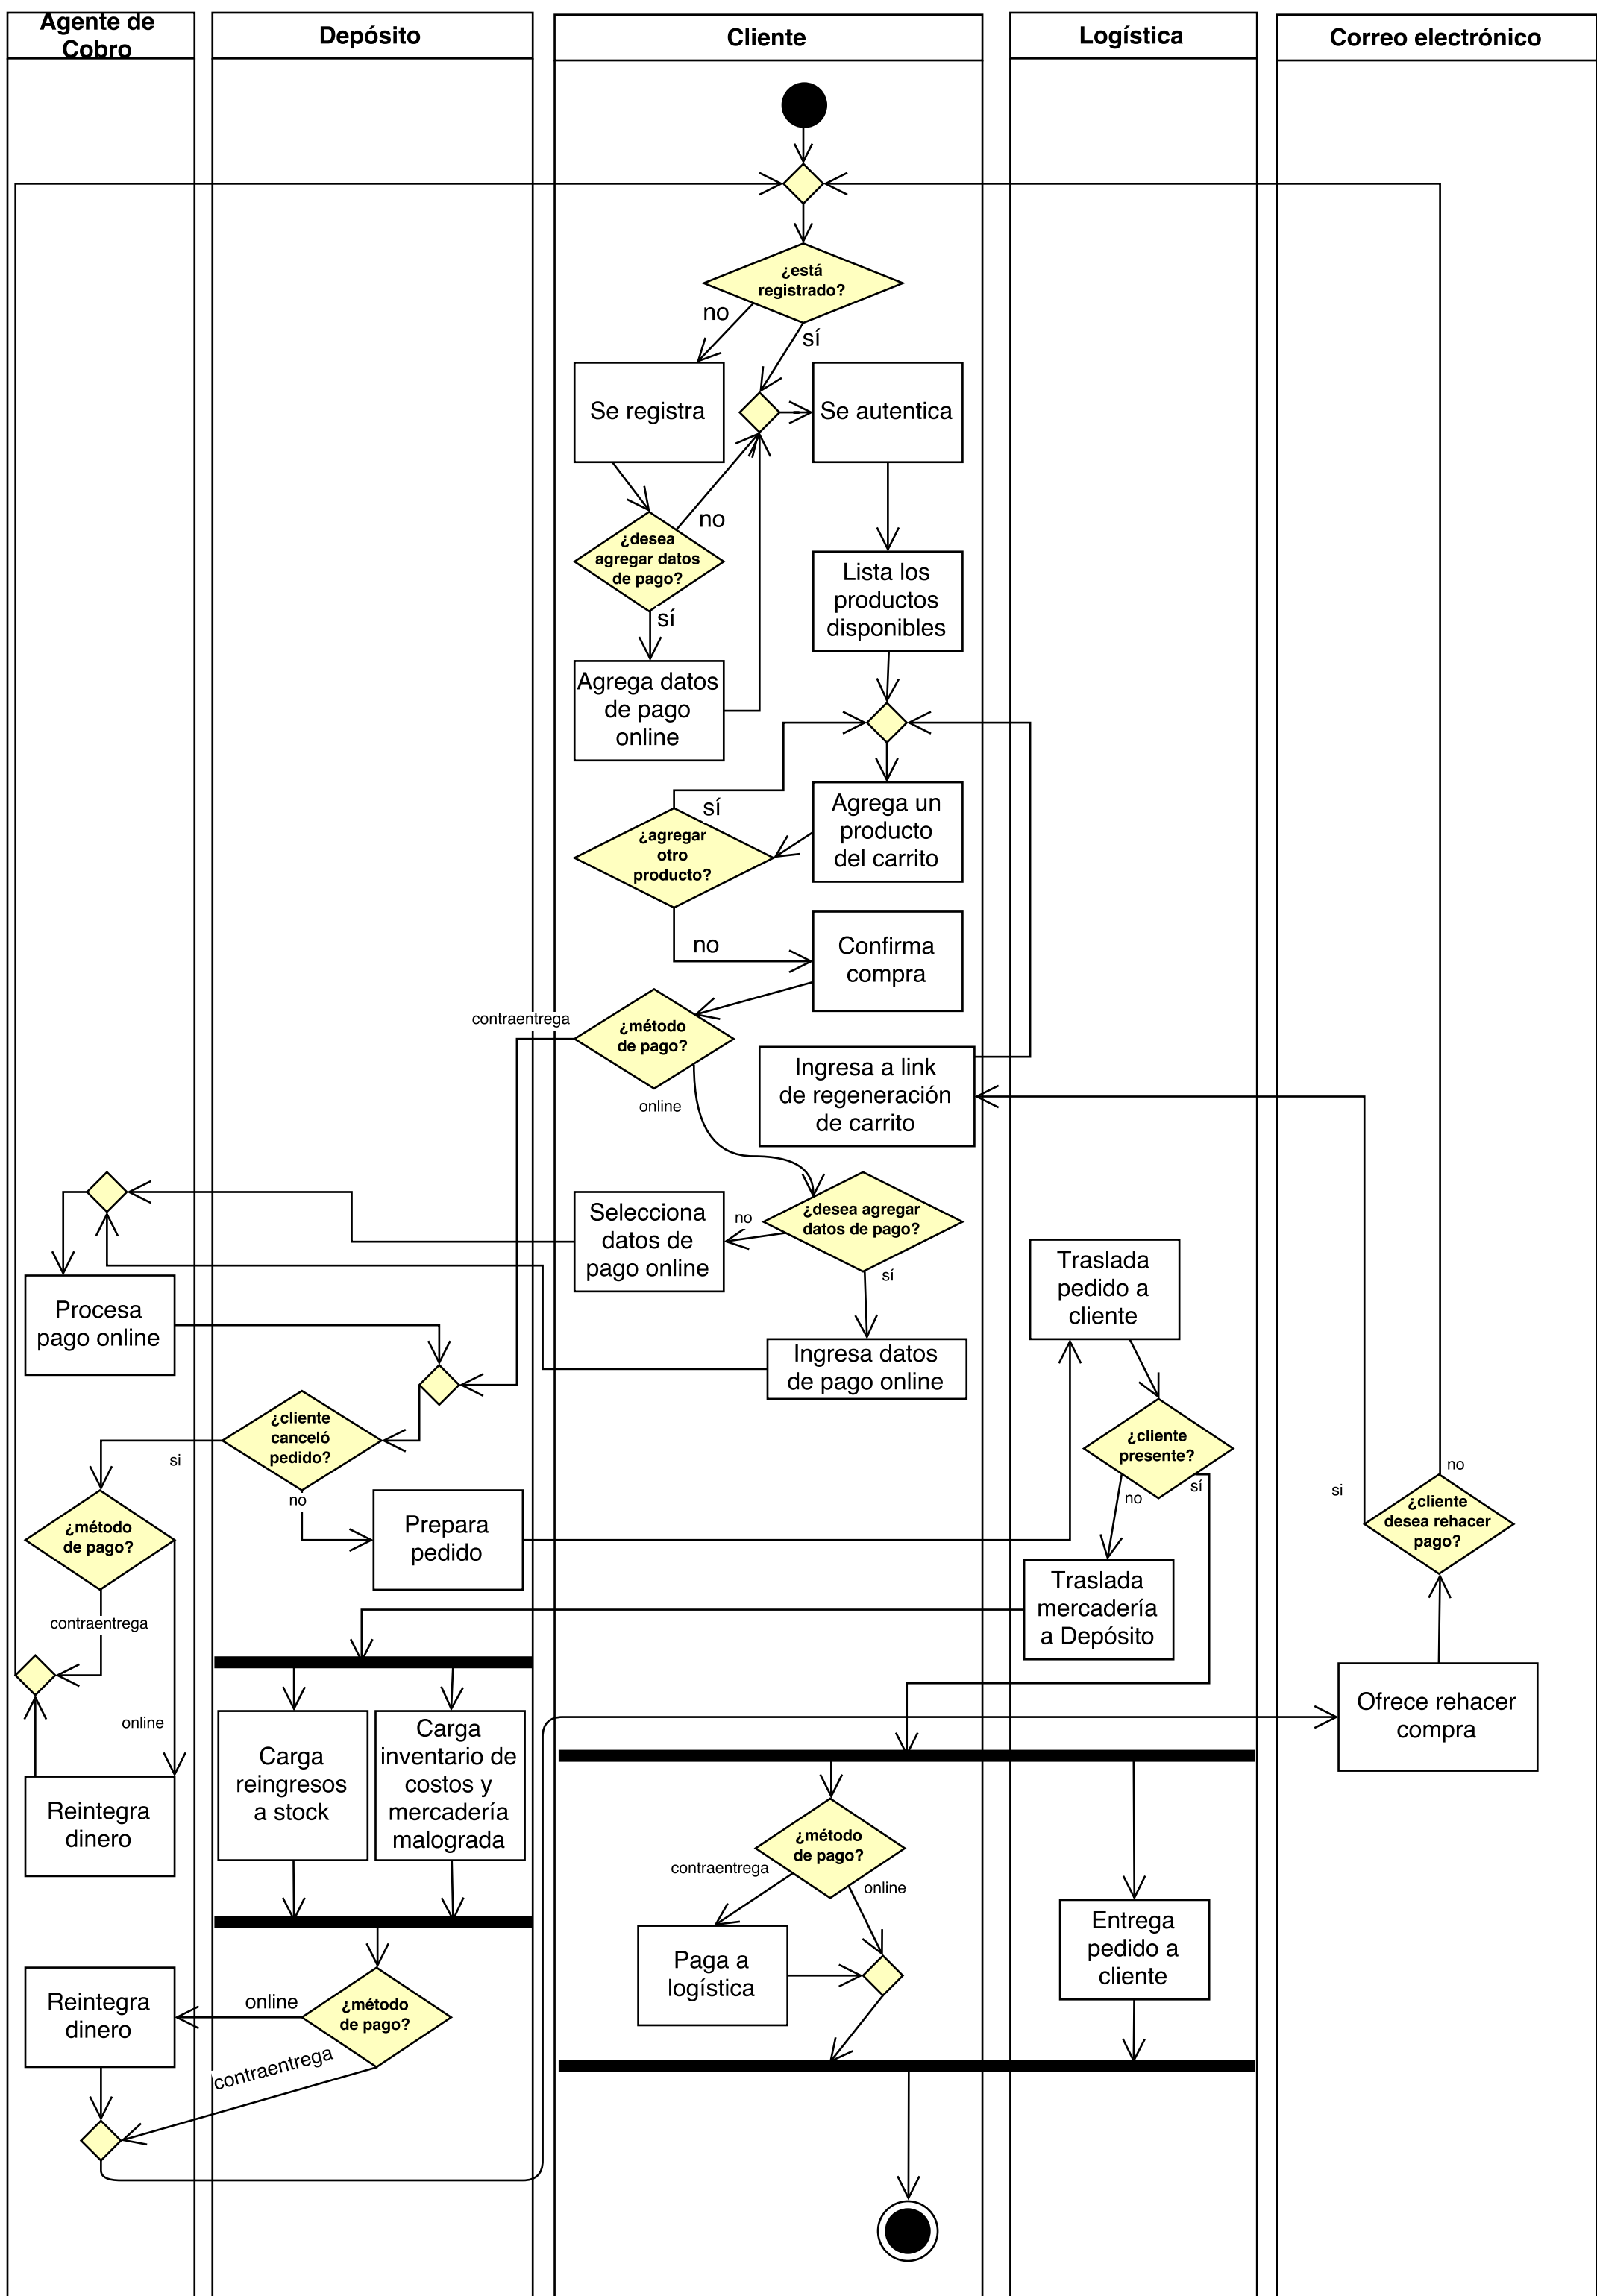 Agente de
Cobro
Depósito
Cliente
Logística
Correo electrónico
¿está
registrado?
no
sí
Se registra
Se autentica
no
¿desea
agregar datos
de pago?
sí
Lista los
productos
disponibles
Agrega datos
de pago
online
sí
¿agregar
otro
producto?
Agrega un
producto
del carrito
no
Confirma
compra
contraentrega
¿método
de pago?
online
Ingresa a link
de regeneración
de carrito
Selecciona
datos de
pago online
no
¿desea agregar
datos de pago?
sí
Traslada
pedido a
cliente
Procesa
pago online
Ingresa datos
de pago online
¿cliente
canceló
pedido?
si
no
¿cliente
presente?
no
sí
no
si
¿cliente
desea rehacer
pago?
¿método
de pago?
Prepara
pedido
contraentrega
Traslada
mercadería
a Depósito
online
Carga
reingresos
a stock
Carga
inventario de
costos y
mercadería
malograda
Ofrece rehacer
compra
Reintegra
dinero
¿método
de pago?
contraentrega
online
Paga a
logística
Entrega
pedido a
cliente
Reintegra
dinero
online
¿método
de pago?
contraentrega